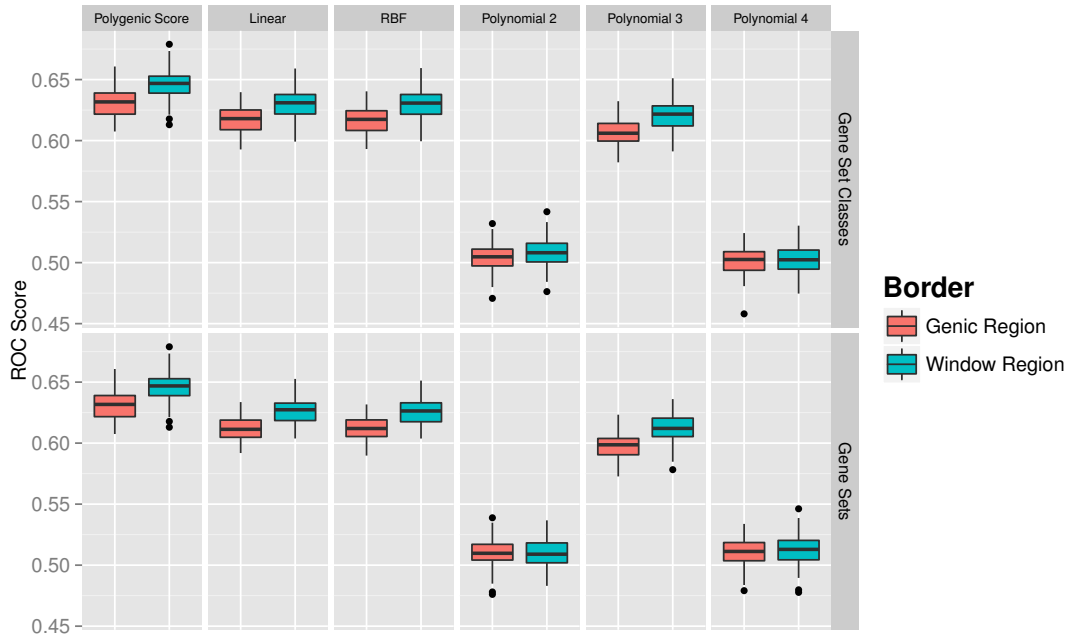 Polygenic Score
Linear
RBF
Polynomial 2
Polynomial 3
Polynomial 4
0.65
0.60
0.55
0.50
0.45
Gene Set Classes
ROC Score
0.65
0.60
0.55
0.50
0.45
Gene Sets
Border
Genic Region
Window Region